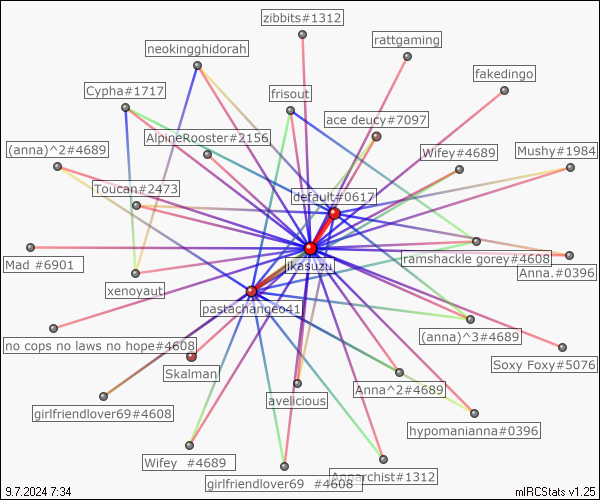 zibbits#1312
rattgaming
neokingghidorah
fakedingo
Cypha#1717
frisout
ace deucy#7097
AlpineRooster#2156
(anna)^2#4689
Wifey#4689
Mushy#1984
Toucan#2473
default#0617
ramshackle gorey#4608
Mad #6901
jkasuzu
Anna.#0396
xenoyaut
pastachangeo41
no cops no laws no hope#4608
(anna)^3#4689
Skalman
Soxy Foxy#5076
Anna^2#4689
avelicious
girlfriendlover69#4608
hypomanianna#0396
Wifey #4689
Annarchist#1312
girlfriendlover69 #4608
9.7.2024 7:34
mIRCStats v1.25